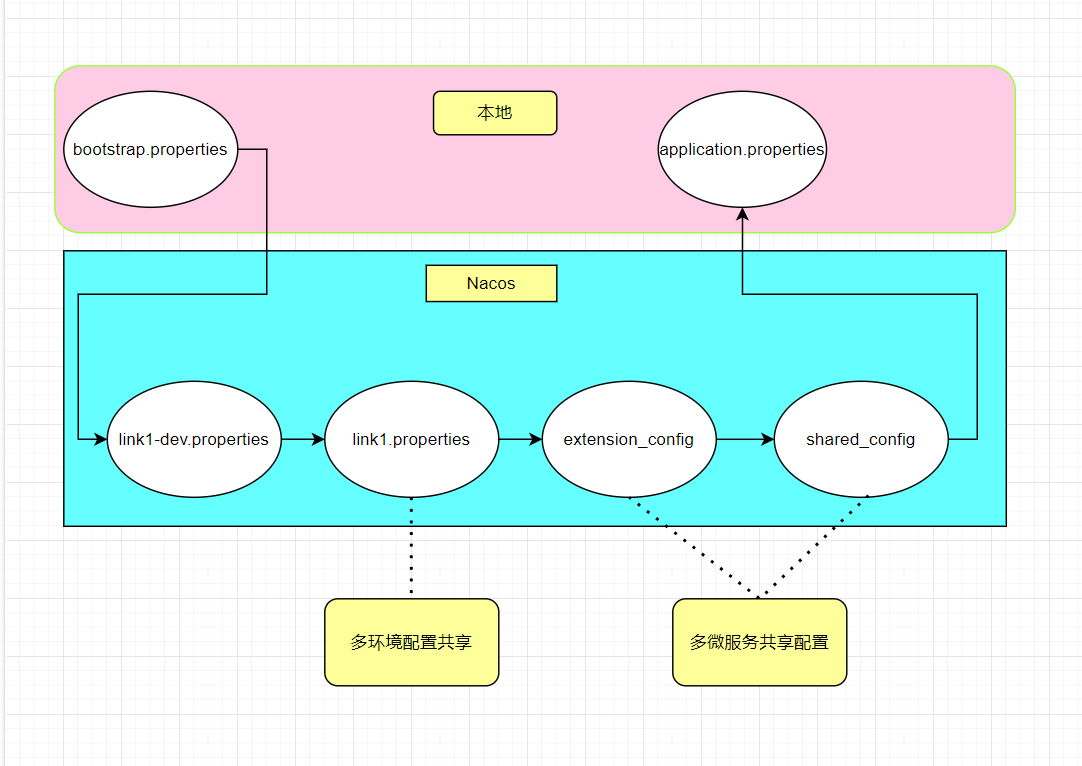 本地
bootstrap.properties
application.properties
Nacos
link1-dev.properties
link1.properties
extension_config
shared_config
多环境配置共享
多微服务共享配置